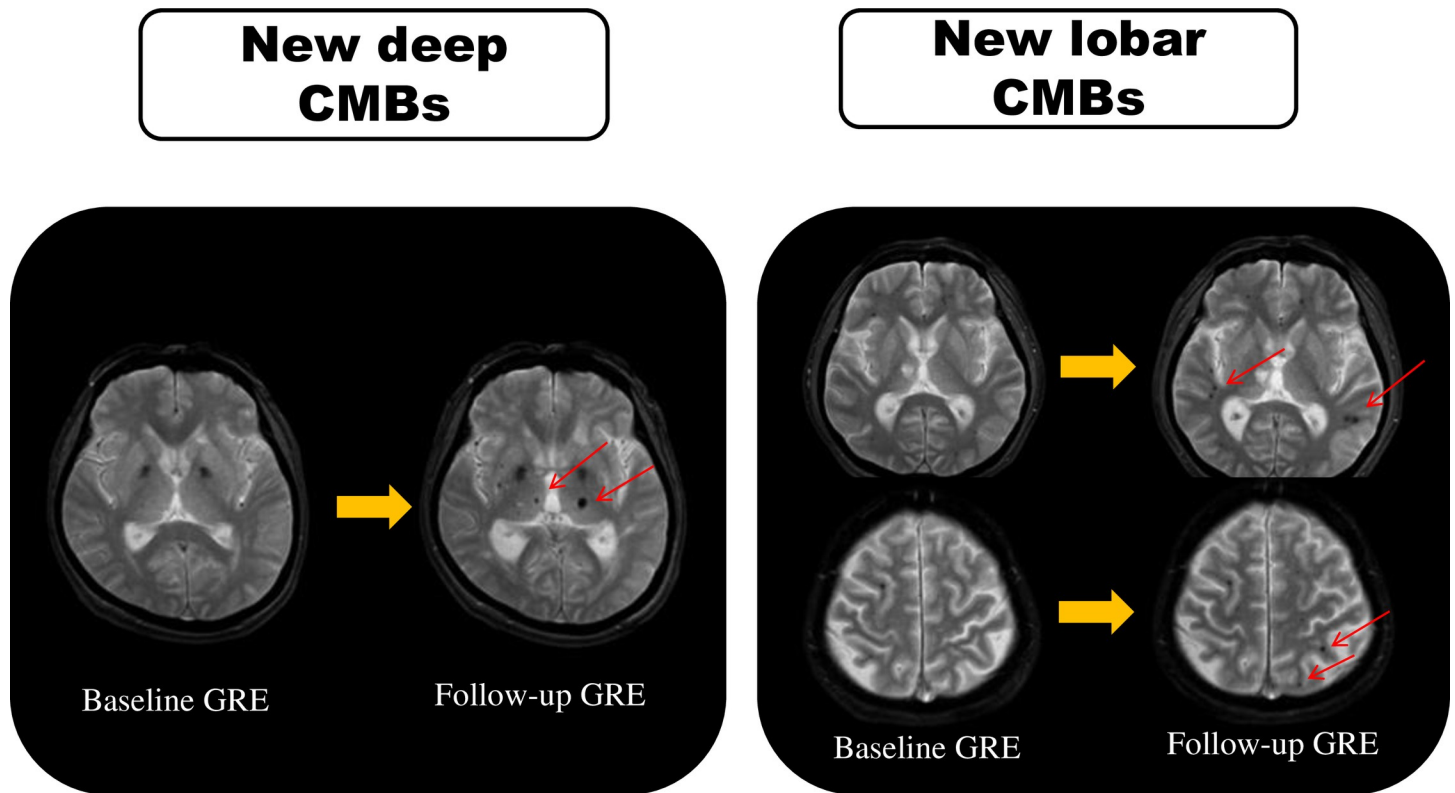 New deep
CMBs
New lobar
CMBs
Baseline GRE
Follow-up GRE
Baseline GRE
Follow-up GRE